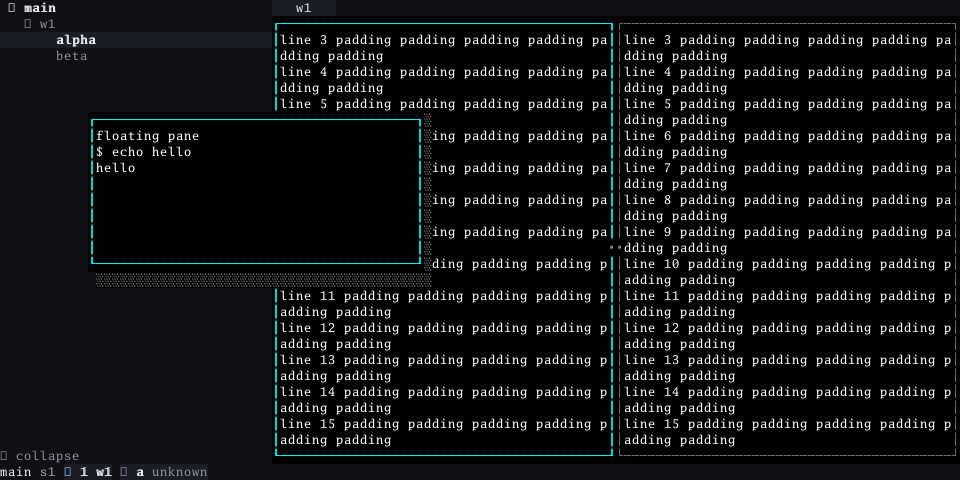 main
w1
alpha
beta
collapse
main s1 1 w1 a unknown
w1
line 3 padding padding padding padding pa
dding padding
line 4 padding padding padding padding pa
dding padding
line 5 padding padding padding padding pa
ing padding pa
ing padding pa
ing padding pa
ing padding pa
ding padding p
line 11 padding padding padding padding p
adding padding
line 12 padding padding padding padding p
adding padding
line 13 padding padding padding padding p
adding padding
line 14 padding padding padding padding p
adding padding
line 15 padding padding padding padding p
adding padding
floating pane
$ echo hello
hello
line 3 padding padding padding padding pa
dding padding
line 4 padding padding padding padding pa
dding padding
line 5 padding padding padding padding pa
dding padding
line 6 padding padding padding padding pa
dding padding
line 7 padding padding padding padding pa
dding padding
line 8 padding padding padding padding pa
dding padding
line 9 padding padding padding padding pa
dding padding
line 10 padding padding padding padding p
adding padding
line 11 padding padding padding padding p
adding padding
line 12 padding padding padding padding p
adding padding
line 13 padding padding padding padding p
adding padding
line 14 padding padding padding padding p
adding padding
line 15 padding padding padding padding p
adding padding